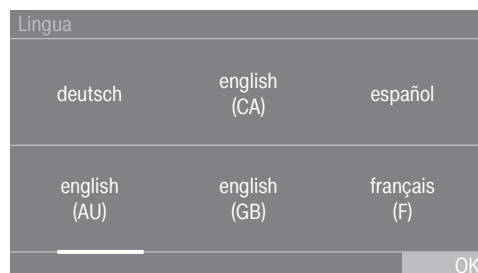 Lingua
deutsch
english
(CA)
español
english
(AU)
english
(GB)
français
(F)
OK